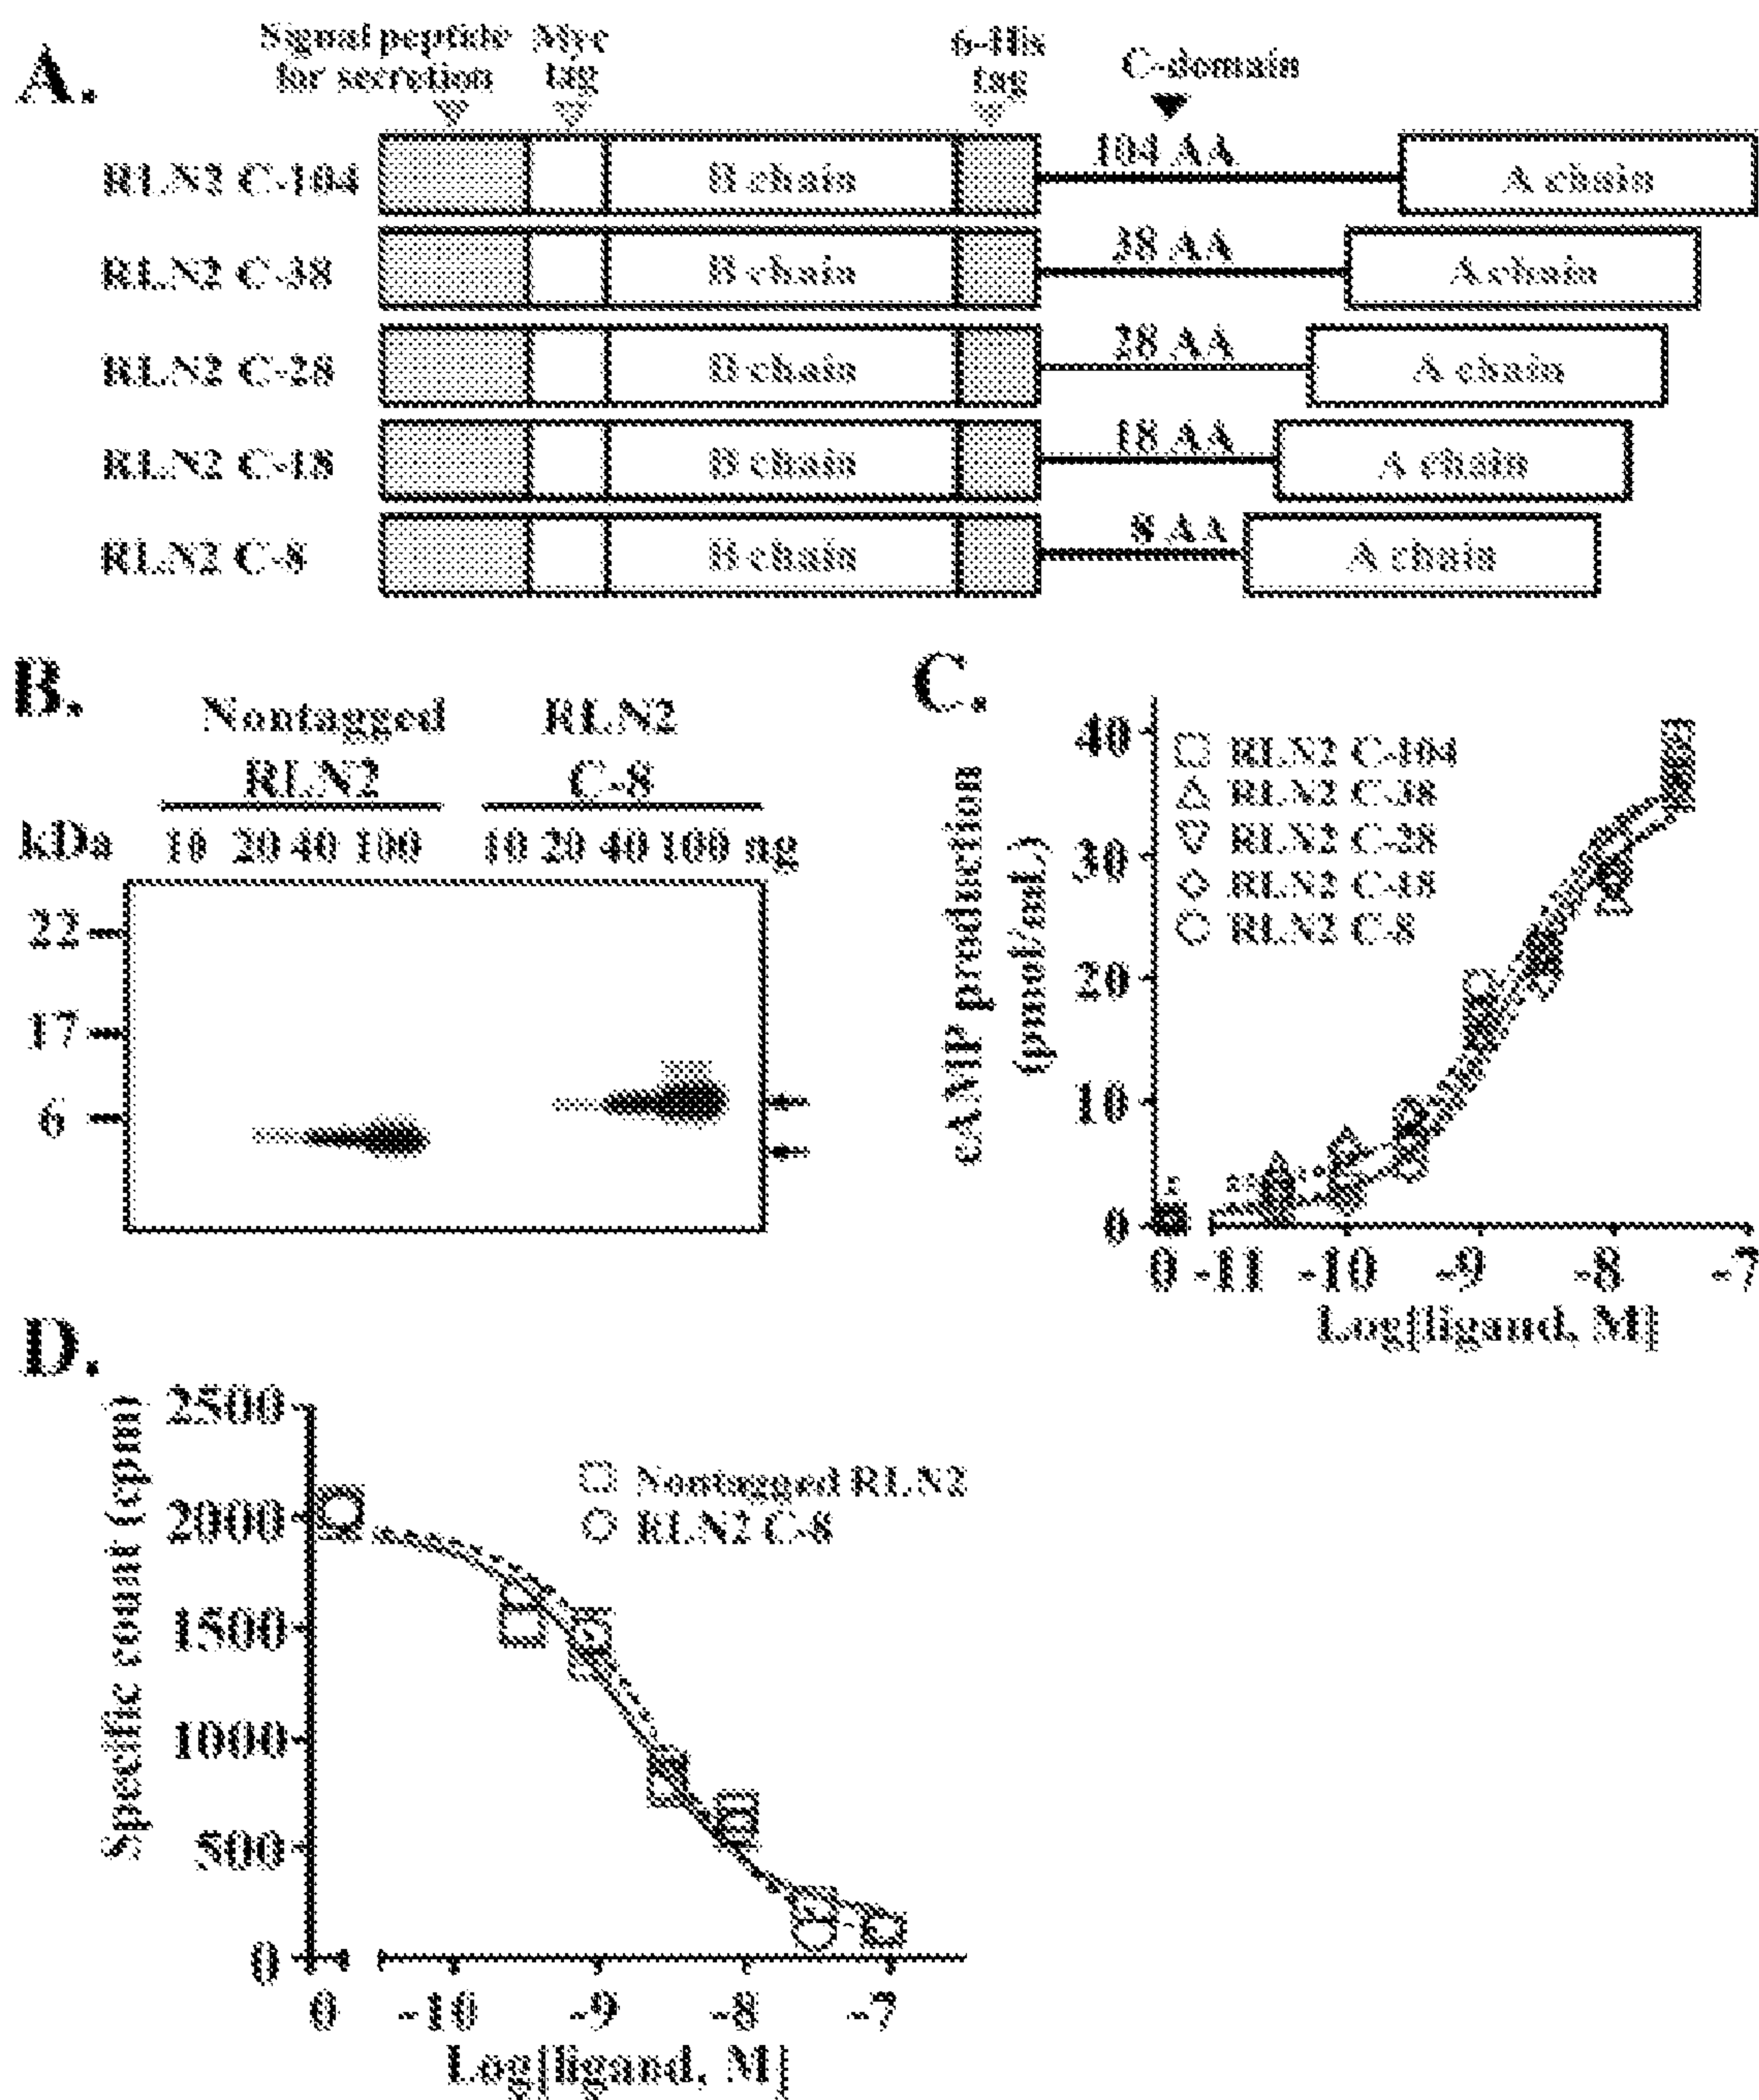 A.
Signal peptide for secretion
Myc tag
6-His tag
C-domain
RLN2 C-104
B chain
104 AA
A chain
RLN2 C-38
B chain
38 AA
A chain
RLN2 C-28
B chain
28 AA
A chain
RLN2 C-18
B chain
18 AA
A chain
RLN2 C-8
B chain
8 AA
A chain
B.
Nontagged RLN2
RLN2 C-8
kDa 10 20 40 100 10 20 40 100 ng
22
17
6
C.
cAMP production (pmol/mL)
40
30
20
10
0
RLN2 C-104
RLN2 C-38
RLN2 C-28
RLN2 C-18
RLN2 C-8
0 -11 -10 -9 -8 -7
Log[ligand, M]
D.
Specific count (cpm)
2500
2000
1500
1000
500
0
Nontagged RLN2
RLN2 C-8
0 -10 -9 -8 -7
Log[ligand, M]